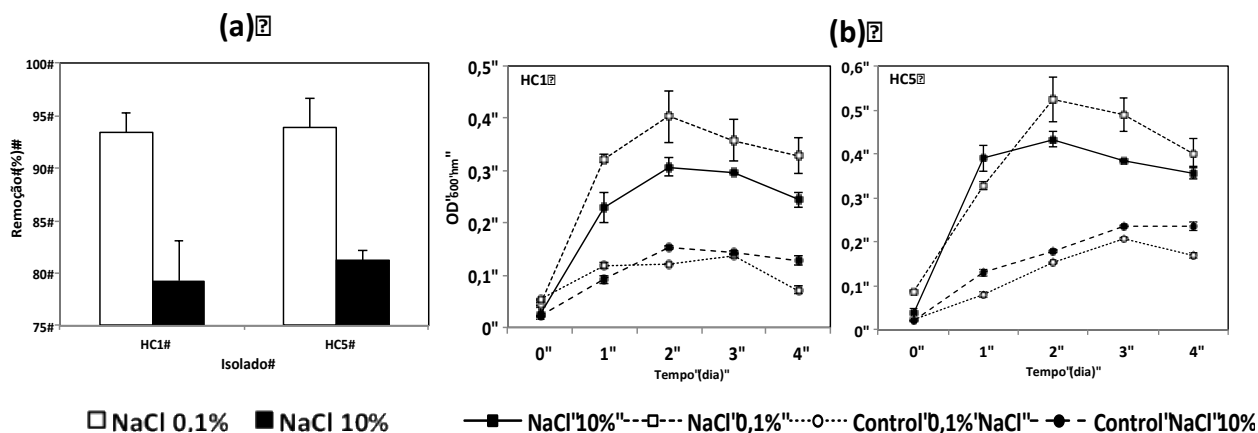 (a)⍰
100#
95#
90#
85#
80#
75#
Remoção#(%)#
HC1#
HC5#
Isolado#
NaCl 0,1%
NaCl 10%
(b)⍰
HC1⍰
0,5"
0,4"
0,3"
0,2"
0,1"
0"
OD"600"nm"
0"
1"
2"
3"
4"
Tempo"(dia)"
HC5⍰
0,6"
0,5"
0,4"
0,3"
0,2"
0,1"
0"
0"
1"
2"
3"
4"
Tempo"(dia)"
NaCl"10%"
NaCl"0,1%"
Control"0,1%"NaCl"
Control"NaCl"10%